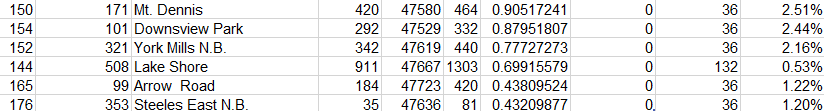 150 171 Mt. Dennis 420 47580 464 0.90517241 0 36 2.51%
154 101 Downsview Park 292 47529 332 0.87951807 0 36 2.44%
152 321 York Mills N.B. 342 47619 440 0.77727273 0 36 2.16%
144 508 Lake Shore 911 47667 1303 0.69915579 0 132 0.53%
165 99 Arrow  Road 184 47723 420 0.43809524 0 36 1.22%
176 353 Steeles East N.B. 35 47636 81 0.43209877 0 36 1.20%